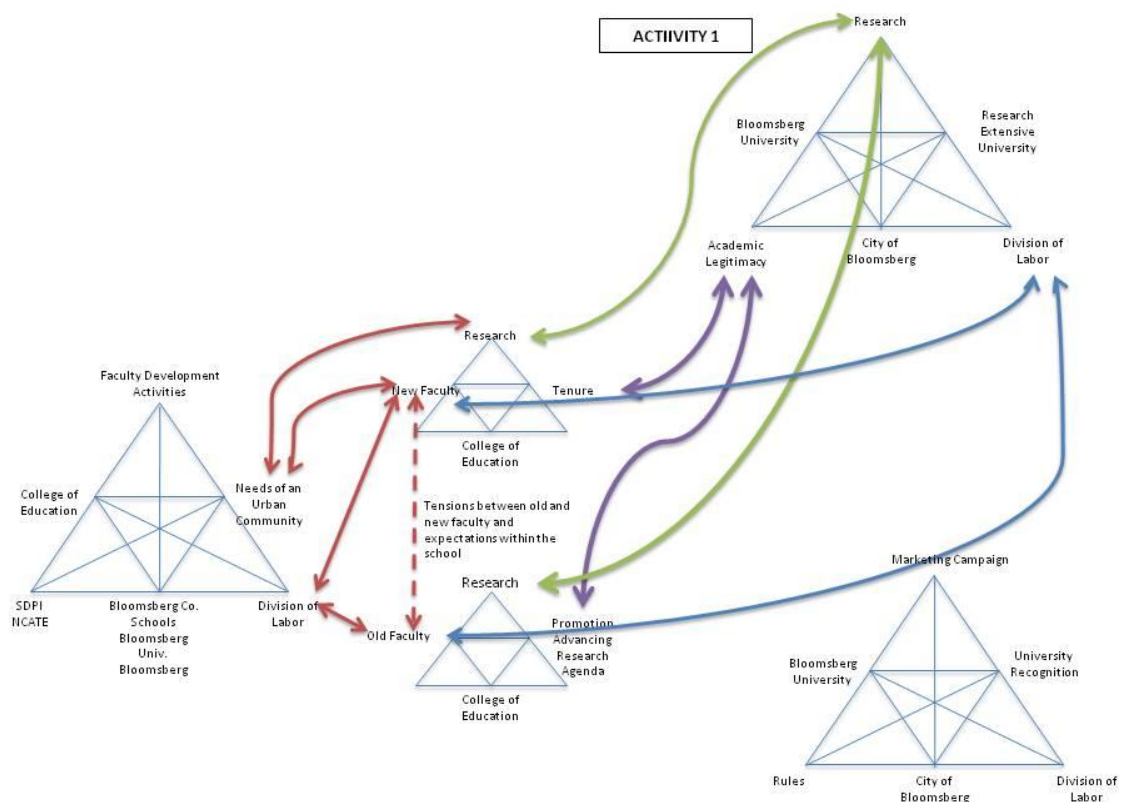 ACTIIVITY 1
Research
Bloomsberg
University
Research
Extensive
University
Academic
Legitimacy
City of
Bloomsberg
Division of
Labor
Research
New Faculty
Tenure
College of
Education
Faculty Development
Activities
College of
Education
Needs of an
Urban
Community
SDPI
NCATE
Bloomsberg Co.
Schools
Bloomsberg
Univ.
Bloomsberg
Division of
Labor
Tensions between old and
new faculty and
expectations within the
school
Research
Old Faculty
Promotion
Advancing
Research
Agenda
College of
Education
Marketing Campaign
Bloomsberg
University
University
Recognition
Rules
City of
Bloomsberg
Division of
Labor